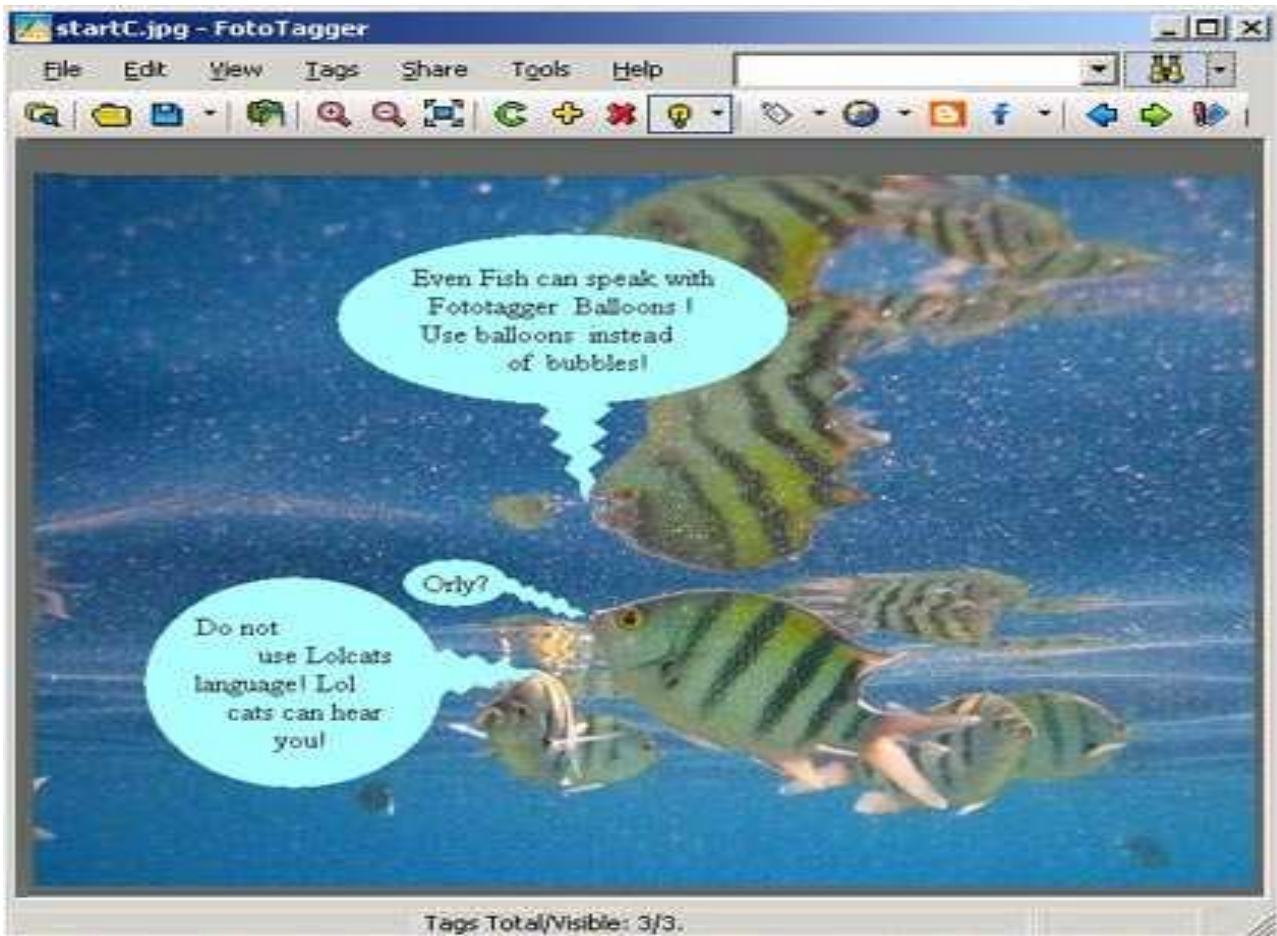 startC.jpg - FotoTagger
File Edit View Tags Share Tools Help
Even Fish can speak with
Fototagger Balloons !
Use balloons instead
of bubbles!
Orly?
Do not
use Lolcats
language! Lol
cats can hear
you!
Tags Total/Visible: 3/3.